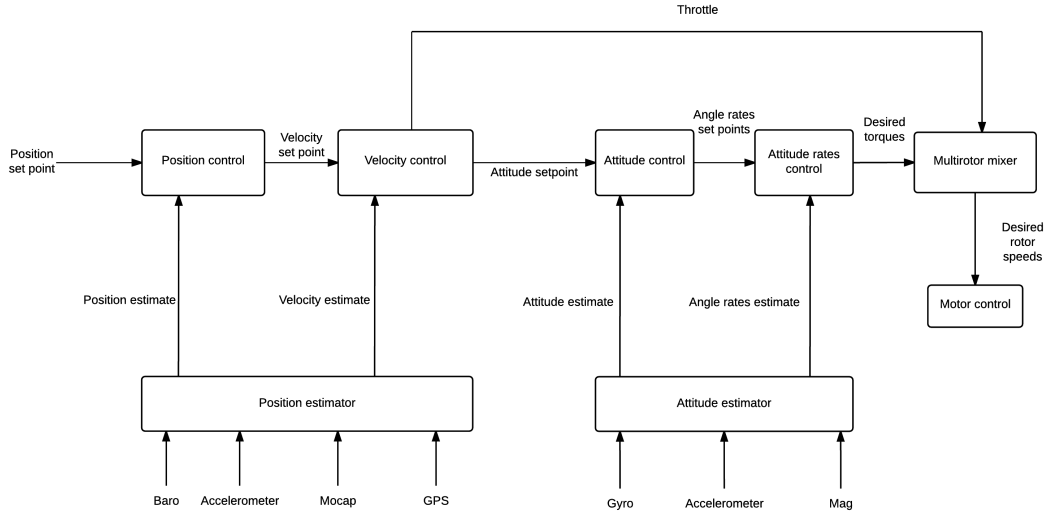 Throttle
Position
set point
Position control
Velocity
set point
Velocity control
Attitude setpoint
Attitude control
Angle rates
set points
Attitude rates
control
Desired
torques
Multirotor mixer
Desired
rotor
speeds
Motor control
Position estimate
Velocity estimate
Attitude estimate
Angle rates estimate
Position estimator
Attitude estimator
Baro
Accelerometer
Mocap
GPS
Gyro
Accelerometer
Mag